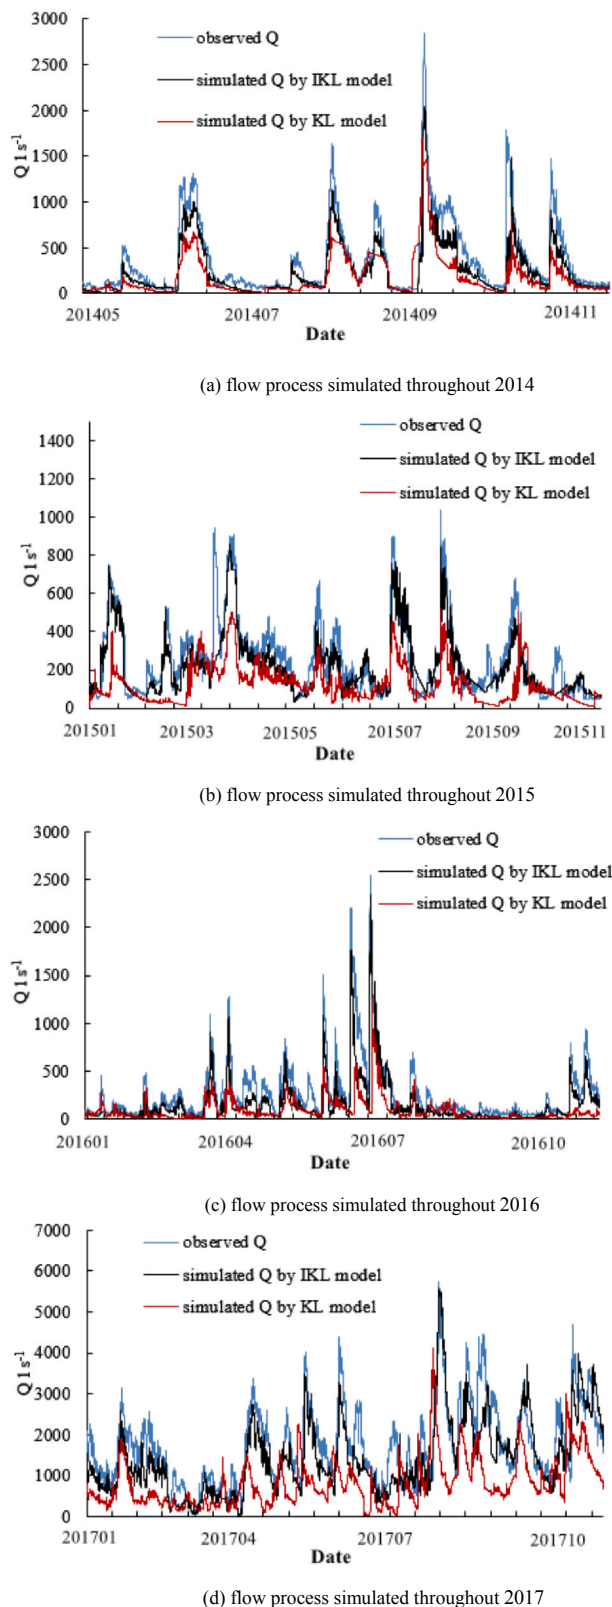 3000
2500
2000
1500
1000
500
0
Q l s⁻¹
observed Q
simulated Q by IKL model
simulated Q by KL model
201405 201407 201409 201411
Date
(a) flow process simulated throughout 2014
1400
1200
1000
800
600
400
200
0
Q l s⁻¹
observed Q
simulated Q by IKL model
simulated Q by KL model
201501 201503 201505 201507 201509 201511
Date
(b) flow process simulated throughout 2015
3000
2500
2000
1500
1000
500
0
Q l s⁻¹
observed Q
simulated Q by IKL model
simulated Q by KL model
201601 201604 201607 201610
Date
(c) flow process simulated throughout 2016
7000
6000
5000
4000
3000
2000
1000
0
Q l s⁻¹
observed Q
simulated Q by IKL model
simulated Q by KL model
201701 201704 201707 201710
Date
(d) flow process simulated throughout 2017